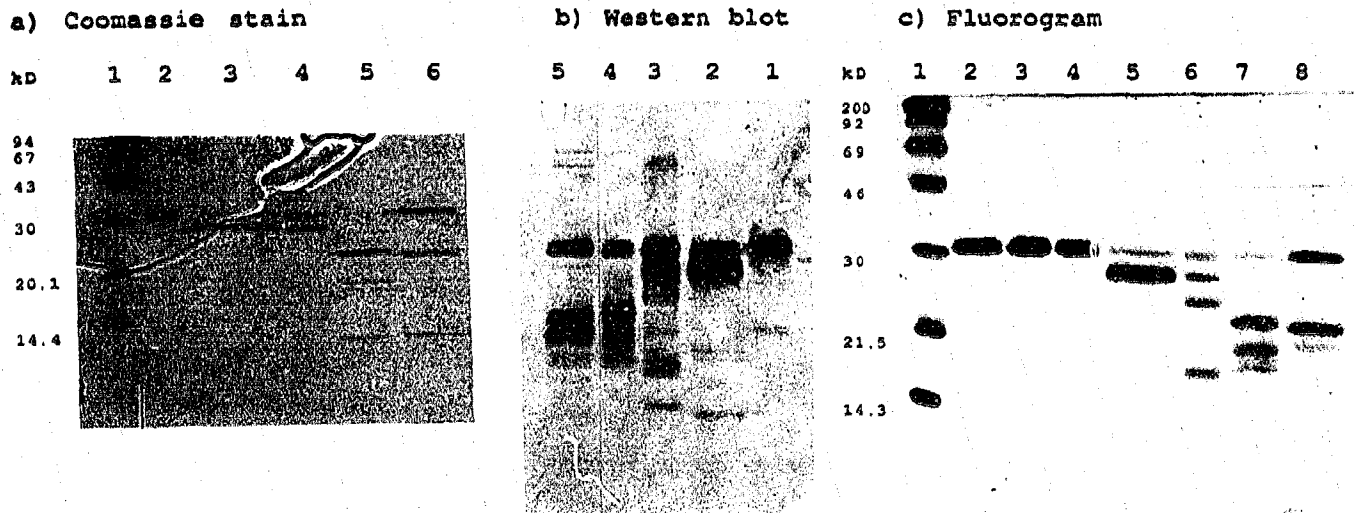 a) Coomassie stain
kD 1 2 3 4 5 6
94
67
43
30
20.1
14.4
b) Western blot
5 4 3 2 1
c) Fluorogram
kD 1 2 3 4 5 6 7 8
200
92
69
46
30
21.5
14.3